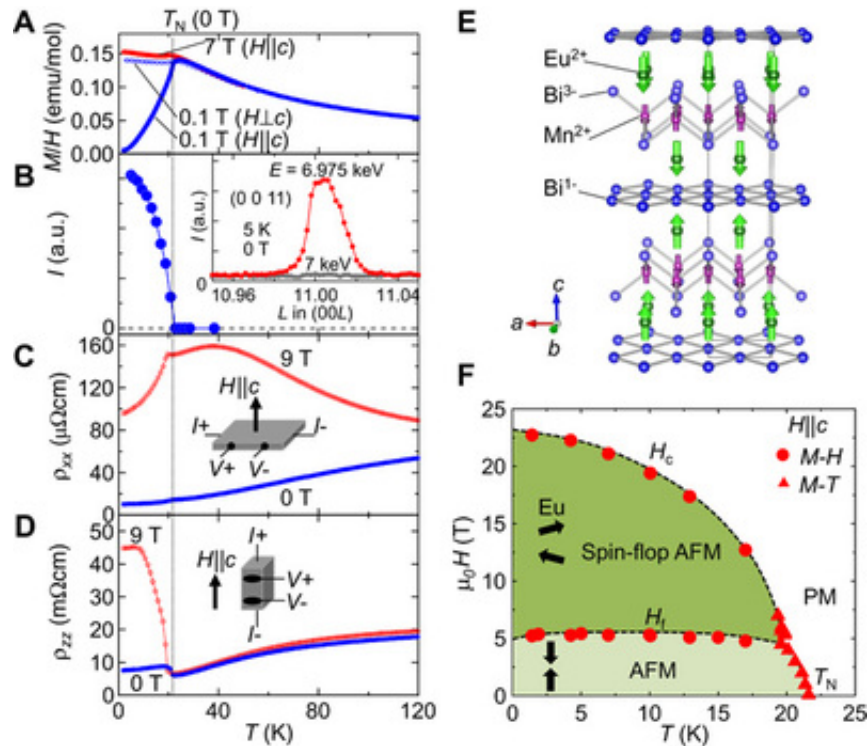 T_N (0 T)
A
M/H (emu/mol)
0.15
0.10
0.05
0.00
7 T (H||c)
0.1 T (H⊥c)
0.1 T (H||c)
B
I (a.u.)
0
E = 6.975 keV
(0 0 11)
5 K
0 T
7 keV
I (a.u.)
0
10.96 11.00 11.04
L in (00L)
C
ρ_xx (μΩcm)
160
120
80
40
0
9 T
H||c
I+ I-
V+ V-
0 T
D
ρ_zz (mΩcm)
50
40
30
20
10
0
9 T
H||c
I+
V+
V-
I-
0 T
0 40 80 120
T (K)
E
Eu2+
Bi3-
Mn2+
Bi1-
c
a
b
F
μ0H (T)
25
20
15
10
5
0
H||c
M-H
M-T
H_c
Eu
Spin-flop AFM
PM
H_f
AFM
T_N
0 5 10 15 20 25
T (K)